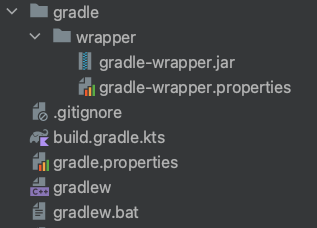 gradle
wrapper
gradle-wrapper.jar
gradle-wrapper.properties
.gitignore
build.gradle.kts
gradle.properties
C++
gradlew
gradlew.bat